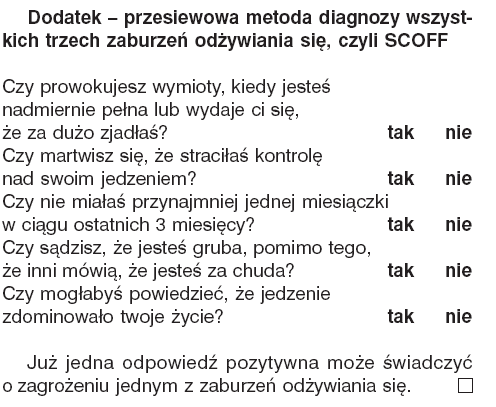 Dodatek – przesiewowa metoda diagnozy wszyst-
kich trzech zaburzeń odżywiania się, czyli SCOFF
Czy prowokujesz wymioty, kiedy jesteś
nadmiernie pełna lub wydaje ci się,
że za dużo zjadłaś? tak nie
Czy martwisz się, że straciłaś kontrolę
nad swoim jedzeniem? tak nie
Czy nie miałaś przynajmniej jednej miesiączki
w ciągu ostatnich 3 miesięcy? tak nie
Czy sądzisz, że jesteś gruba, pomimo tego,
że inni mówią, że jesteś za chuda? tak nie
Czy mogłabyś powiedzieć, że jedzenie
zdominowało twoje życie? tak nie
Już jedna odpowiedź pozytywna może świadczyć
o zagrożeniu jednym z zaburzeń odżywiania się. □